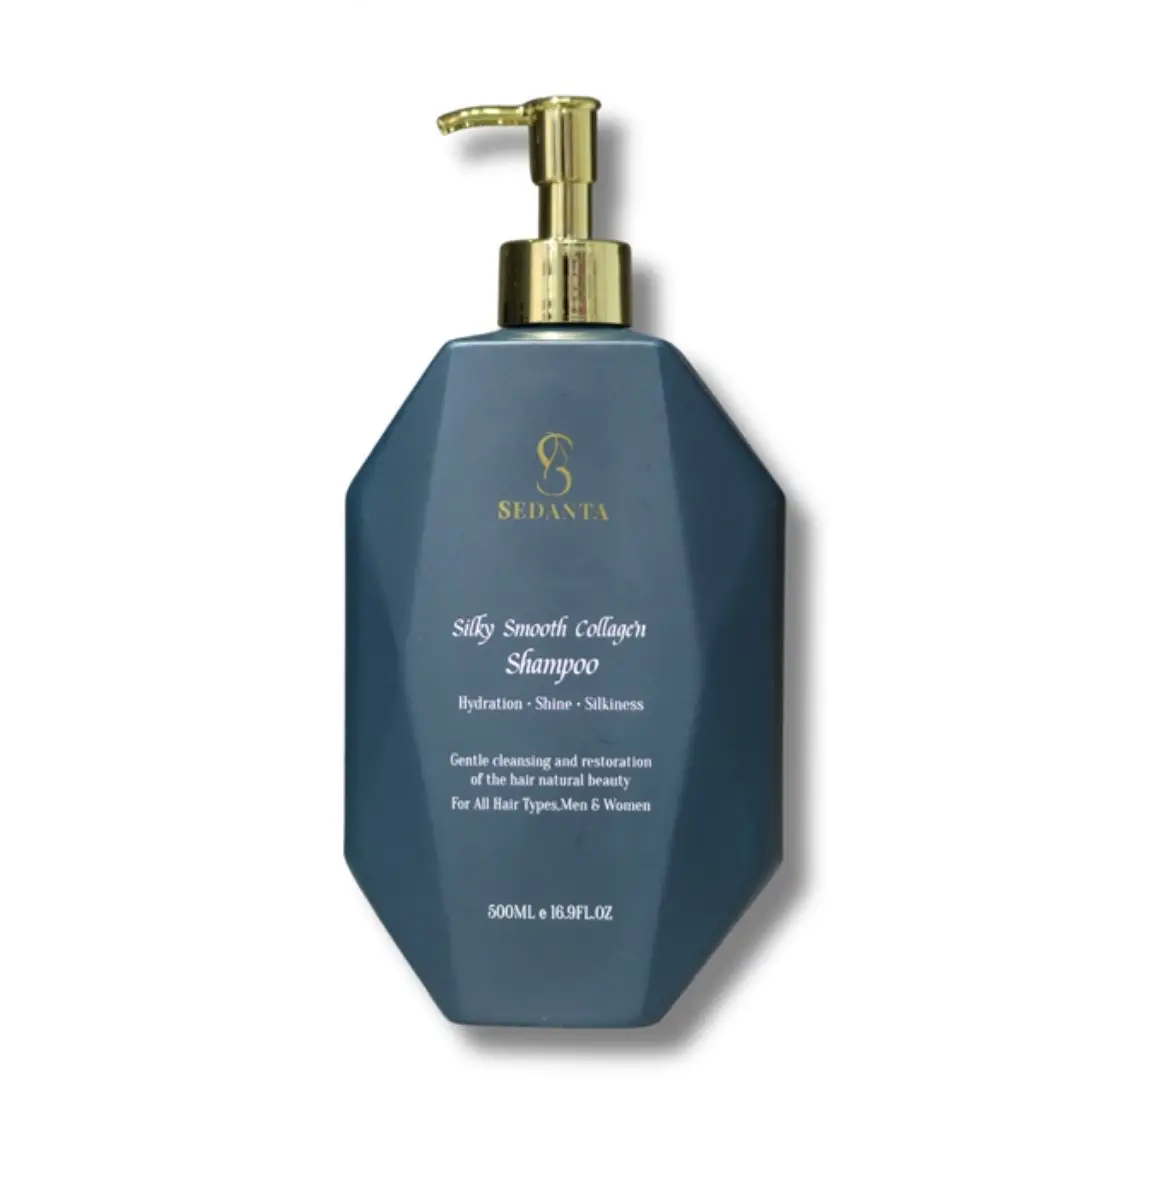 SEDANTA
Silky Smooth Collage'n
Shampoo
Hydration • Shine • Silkiness
Gentle cleansing and restoration
of the hair natural beauty
For All Hair Types,Men & Women
500ML e 16.9FL.OZ